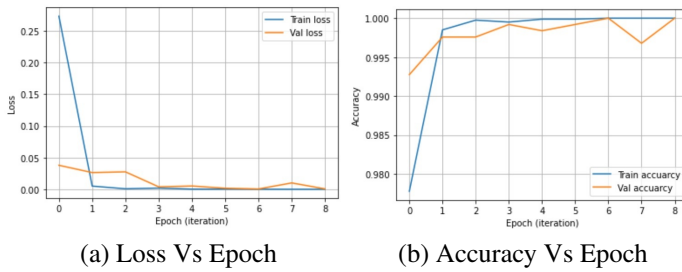 0.25
0.20
0.15
0.10
0.05
0.00
Loss
Train loss
Val loss
0 1 2 3 4 5 6 7 8
Epoch (iteration)
(a) Loss Vs Epoch
1.000
0.995
0.990
0.985
0.980
Accuracy
Train accuarcy
Val accuarcy
0 1 2 3 4 5 6 7 8
Epoch (iteration)
(b) Accuracy Vs Epoch